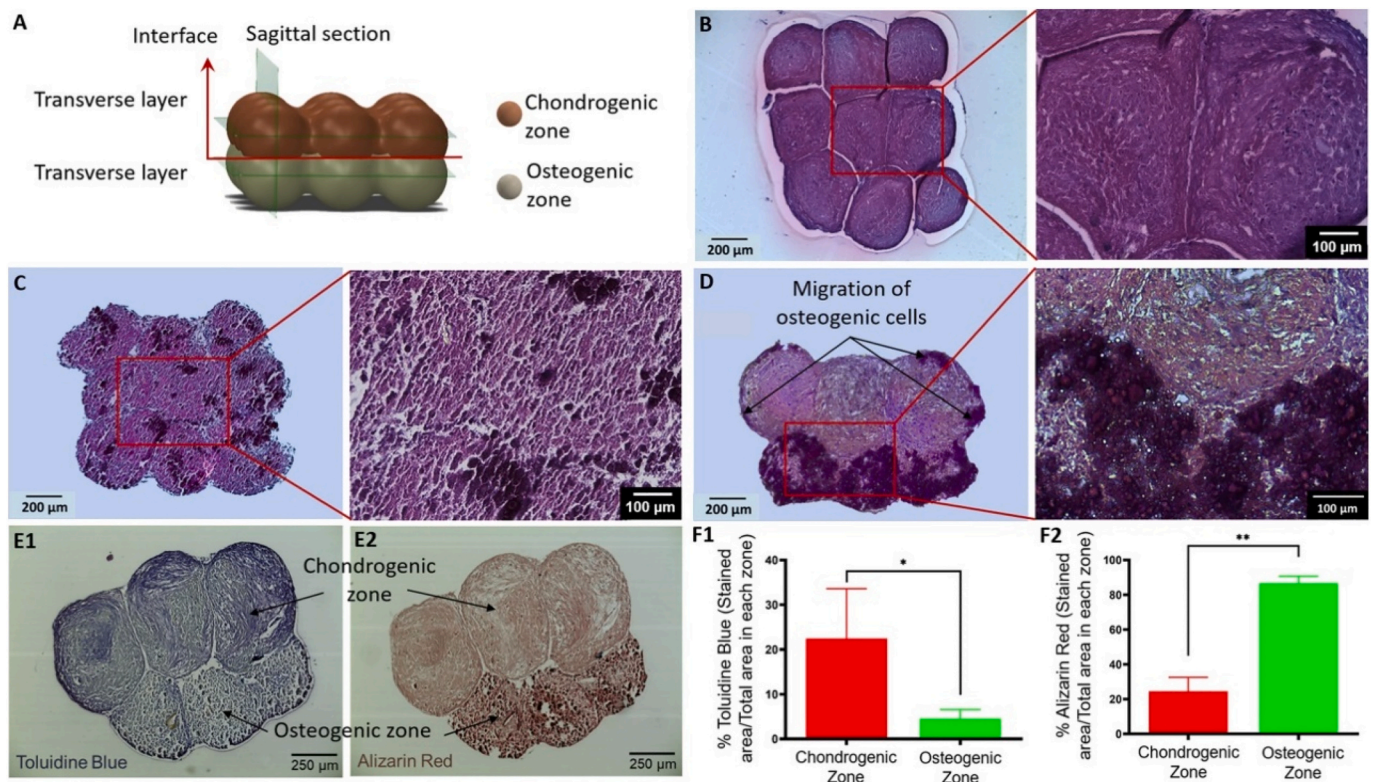 A
Interface
Sagittal section
Transverse layer
Transverse layer
Chondrogenic
zone
Osteogenic
zone
B
200 µm
100 µm
C
200 µm
100 µm
D
Migration of
osteogenic cells
200 µm
100 µm
E1
E2
Chondrogenic
zone
Osteogenic zone
Toluidine Blue
250 µm
Alizarin Red
250 µm
F1
% Toluidine Blue (Stained
area/Total area in each zone)
40
30
20
10
0
*
Chondrogenic
Zone
Osteogenic
Zone
F2
% Alizarin Red (Stained
area/Total area in each zone)
100
80
60
40
20
0
**
Chondrogenic
Zone
Osteogenic
Zone